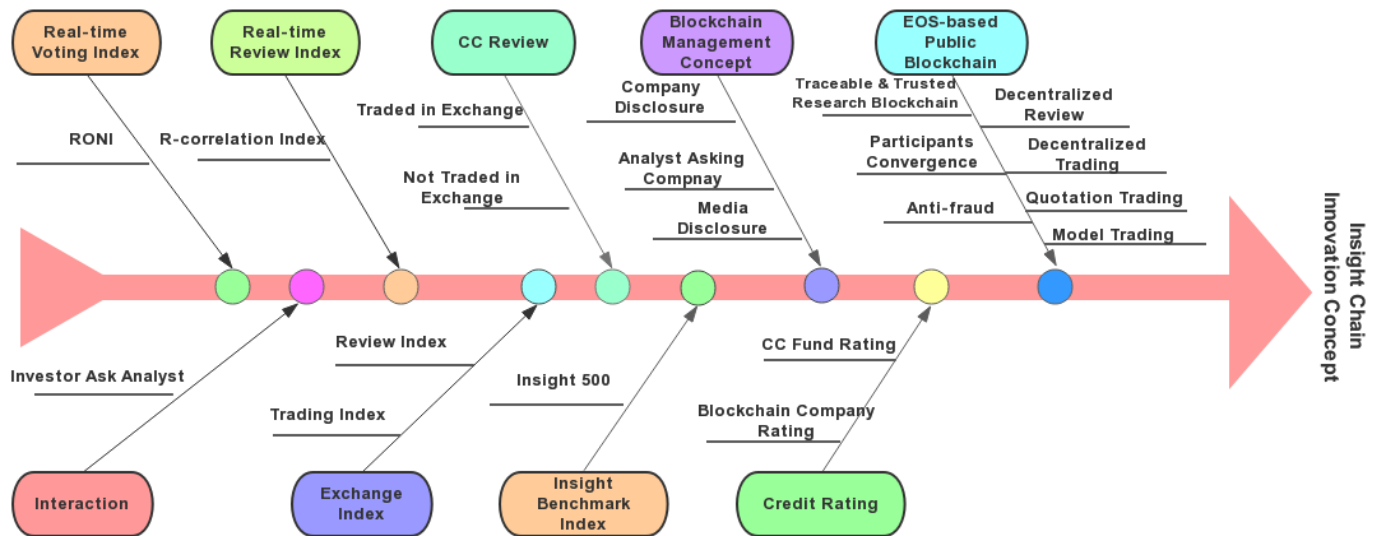 Real-time
Voting Index
Real-time
Review Index
CC Review
Blockchain
Management
Concept
EOS-based
Public
Blockchain
RONI
R-correlation Index
Traded in Exchange
Not Traded in
Exchange
Company
Disclosure
Analyst Asking
Compnay
Media
Disclosure
Traceable & Trusted
Research Blockchain
Participants
Convergence
Anti-fraud
Decentralized
Review
Decentralized
Trading
Quotation Trading
Model Trading
Insight Chain
Innovation Concept
Investor Ask Analyst
Review Index
Trading Index
Insight 500
CC Fund Rating
Blockchain Company
Rating
Interaction
Exchange
Index
Insight
Benchmark
Index
Credit Rating